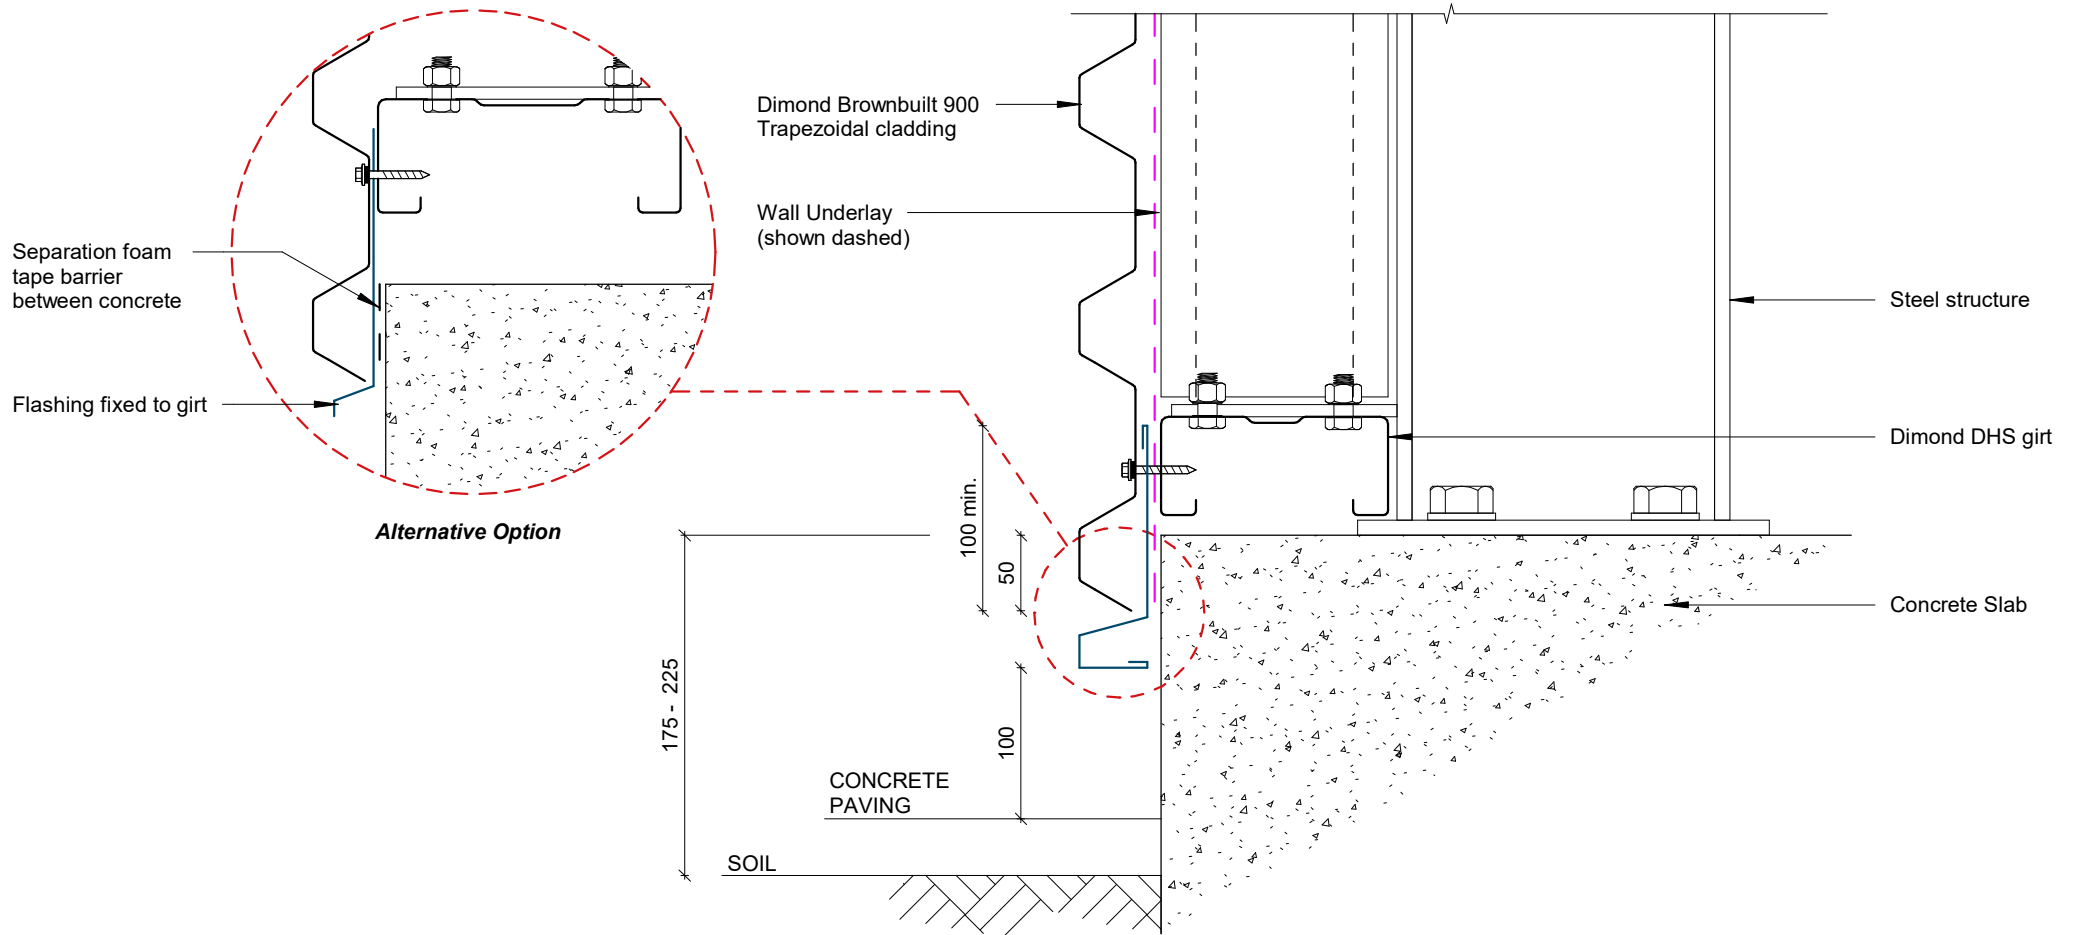 Dimond Brownbuilt 900
Trapezoidal cladding
Wall Underlay
(shown dashed)
Separation foam
tape barrier
between concrete
Flashing fixed to girt
Alternative Option
Steel structure
Dimond DHS girt
Concrete Slab
100 min.
50
175 - 225
100
CONCRETE
PAVING
SOIL